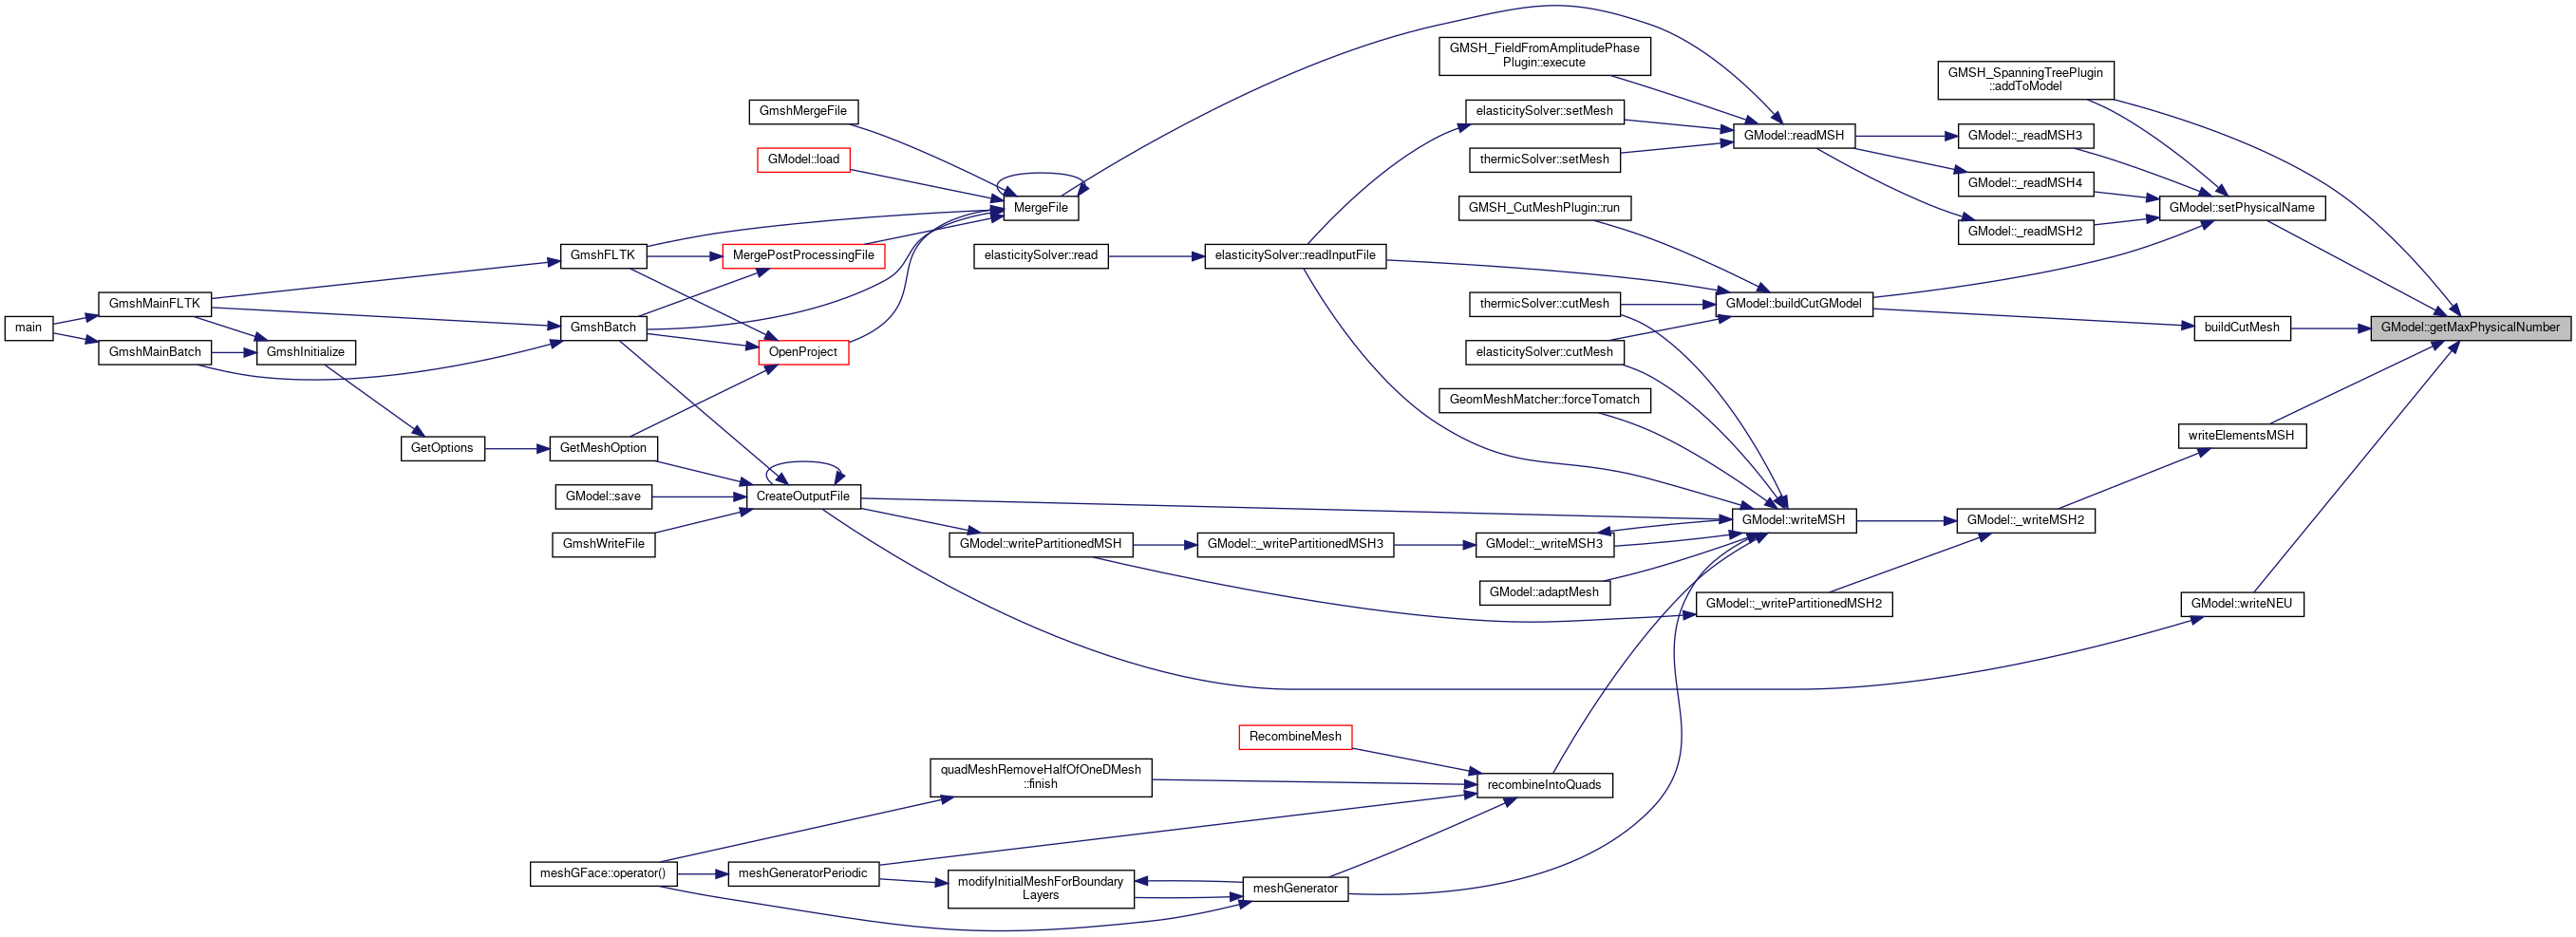 GMSH_FieldFromAmplitudePhase
Plugin::execute
GMSH_SpanningTreePlugin
::addToModel
GmshMergeFile
elasticitySolver::setMesh
GModel::readMSH
GModel::_readMSH3
GModel::load
thermicSolver::setMesh
GModel::_readMSH4
MergeFile
GMSH_CutMeshPlugin::run
GModel::setPhysicalName
GModel::_readMSH2
GmshFLTK
MergePostProcessingFile
elasticitySolver::read
elasticitySolver::readInputFile
GmshMainFLTK
thermicSolver::cutMesh
GModel::buildCutGModel
main
GmshBatch
buildCutMesh
GModel::getMaxPhysicalNumber
GmshMainBatch
GmshInitialize
OpenProject
elasticitySolver::cutMesh
GeomMeshMatcher::forceTomatch
GetOptions
GetMeshOption
writeElementsMSH
GModel::save
CreateOutputFile
GModel::writeMSH
GModel::_writeMSH2
GmshWriteFile
GModel::writePartitionedMSH
GModel::_writePartitionedMSH3
GModel::_writeMSH3
GModel::adaptMesh
GModel::_writePartitionedMSH2
GModel::writeNEU
RecombineMesh
quadMeshRemoveHalfOfOneDMesh
::finish
recombineIntoQuads
meshGFace::operator()
meshGeneratorPeriodic
modifyInitialMeshForBoundary
Layers
meshGenerator